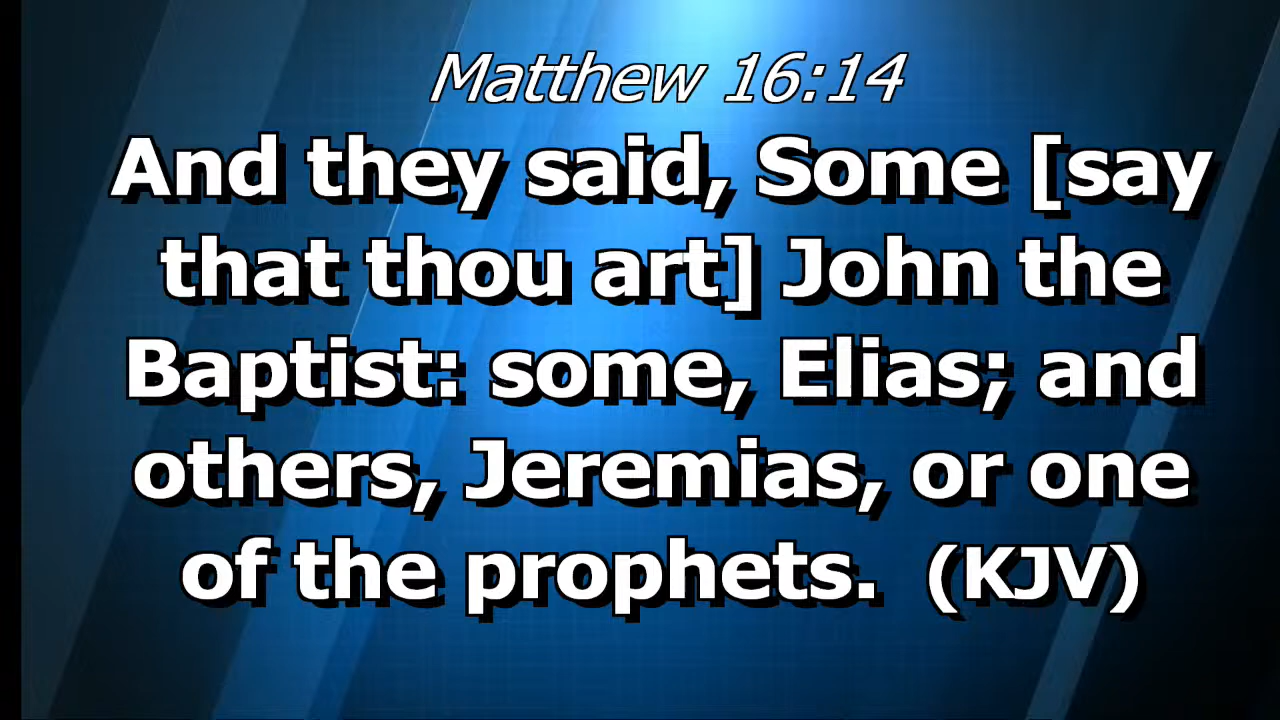 Matthew 16:14
And they said, Some [say
that thou art] John the
Baptist: some, Elias; and
others, Jeremias, or one
of the prophets.  (KJV)